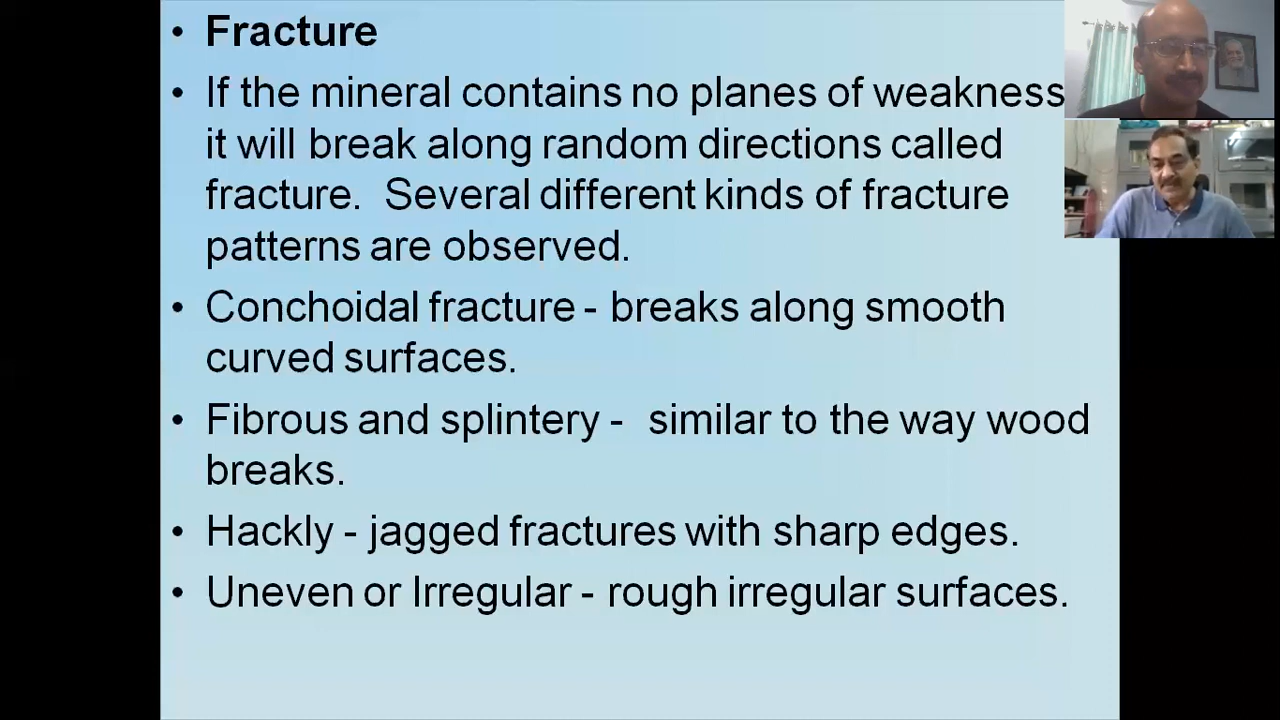 • Fracture
• If the mineral contains no planes of weakness
it will break along random directions called
fracture.  Several different kinds of fracture
patterns are observed.
• Conchoidal fracture - breaks along smooth
curved surfaces.
• Fibrous and splintery -  similar to the way wood
breaks.
• Hackly - jagged fractures with sharp edges.
• Uneven or Irregular - rough irregular surfaces.